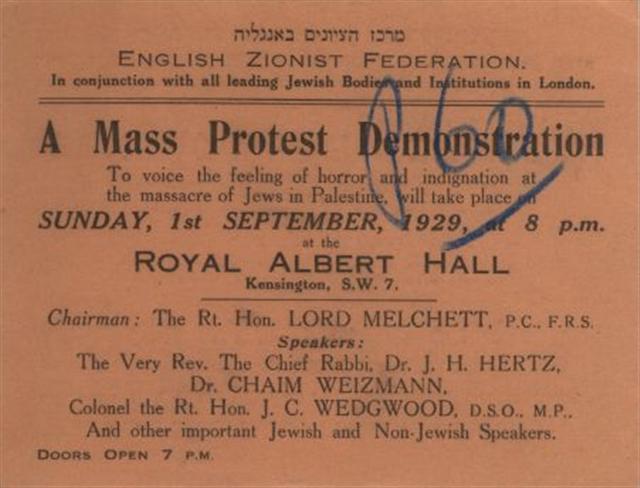 מרכז הציונים באנגליה
ENGLISH ZIONIST FEDERATION.
In conjunction with all leading Jewish Bodies and Institutions in London.
A Mass Protest Demonstration
To voice the feeling of horror and indignation at
the massacre of Jews in Palestine, will take place on
SUNDAY, 1st SEPTEMBER, 1929, at 8 p.m.
at the
ROYAL ALBERT HALL
Kensington, S.W. 7.
Chairman: The Rt. Hon. LORD MELCHETT, P.C., F.R.S.
Speakers:
The Very Rev. The Chief Rabbi, Dr. J. H. HERTZ,
Dr. CHAIM WEIZMANN,
Colonel the Rt. Hon. J. C. WEDGWOOD, D.S.O., M.P.,
And other important Jewish and Non-Jewish Speakers.
DOORS OPEN 7 P.M.